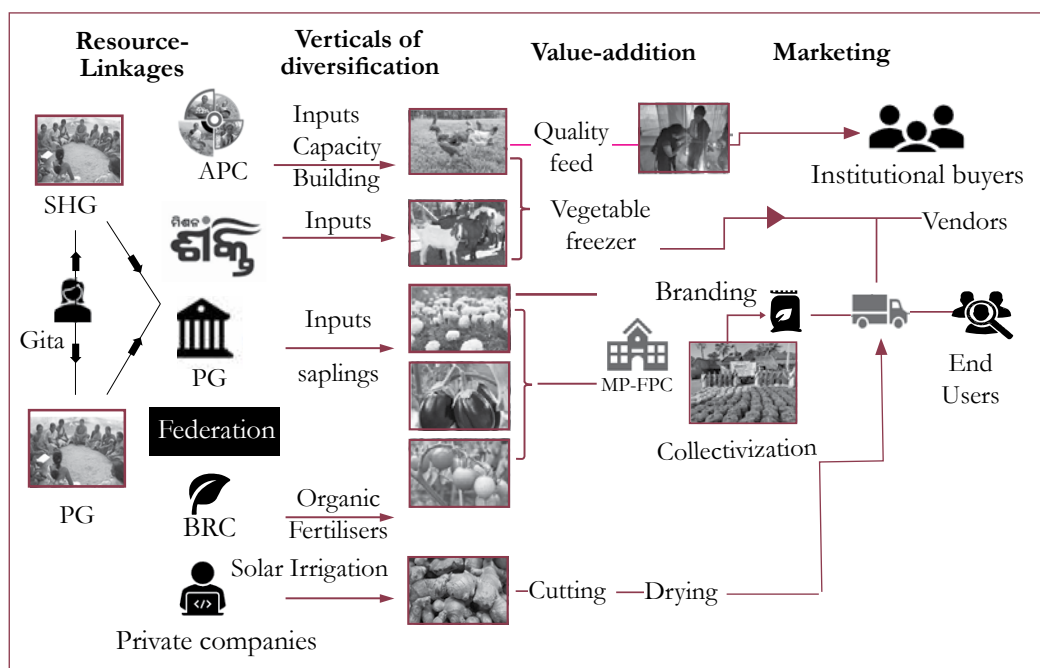 Resource-
Linkages
Verticals of
diversification
Value-addition
Marketing
SHG
Gita
PG
APC
ମିଶନ
ଶକ୍ତି
PG
Federation
BRC
Private companies
Inputs
Capacity
Building
Inputs
Inputs
saplings
Organic
Fertilisers
Solar Irrigation
Quality
feed
Vegetable
freezer
MP-FPC
Branding
Collectivization
Cutting
Drying
Institutional buyers
Vendors
End
Users